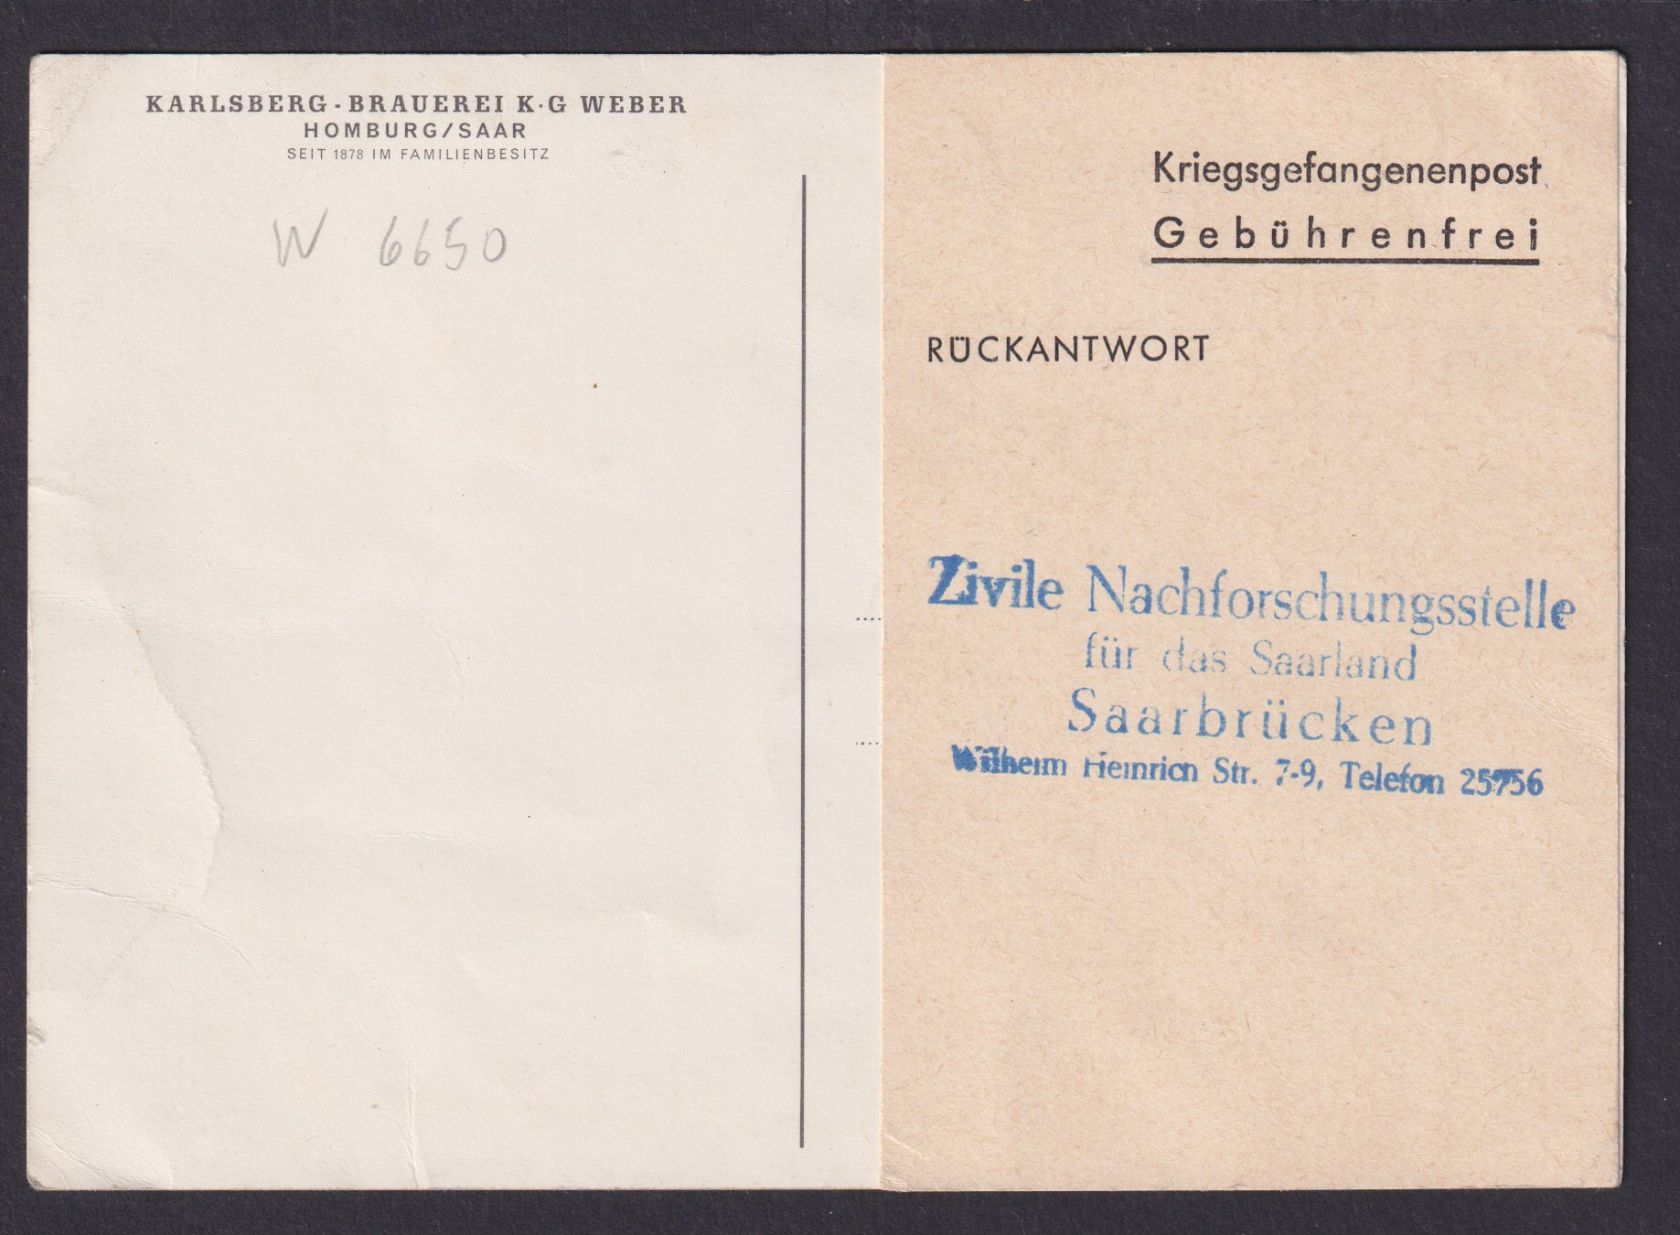 KARLSBERG-BRAUEREI K·G WEBER
HOMBURG/SAAR
SEIT 1878 IM FAMILIENBESITZ
W 6650
Kriegsgefangenenpost
Gebührenfrei
RÜCKANTWORT
Zivile Nachforschungsstelle
für das Saarland
Saarbrücken
Wilhelm Heinrich Str. 7-9, Telefon 25956